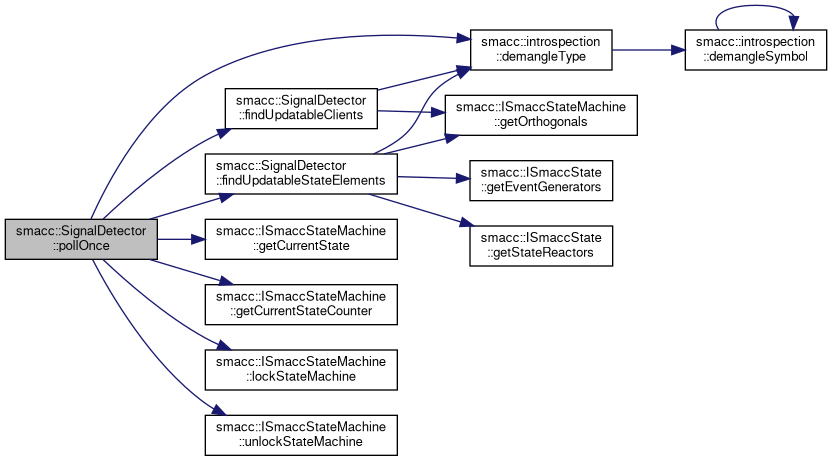 smacc::SignalDetector
::pollOnce
smacc::introspection
::demangleType
smacc::introspection
::demangleSymbol
smacc::SignalDetector
::findUpdatableClients
smacc::ISmaccStateMachine
::getOrthogonals
smacc::SignalDetector
::findUpdatableStateElements
smacc::ISmaccState
::getEventGenerators
smacc::ISmaccState
::getStateReactors
smacc::ISmaccStateMachine
::getCurrentState
smacc::ISmaccStateMachine
::getCurrentStateCounter
smacc::ISmaccStateMachine
::lockStateMachine
smacc::ISmaccStateMachine
::unlockStateMachine